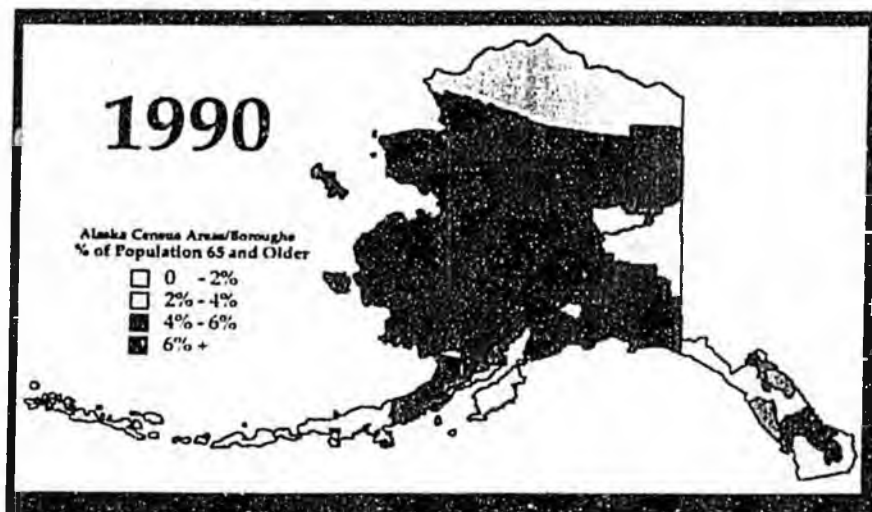 1990
Alaska Census Areas/Boroughs
% of Population 65 and Older
0 - 2%
2% - 4%
4% - 6%
6% +